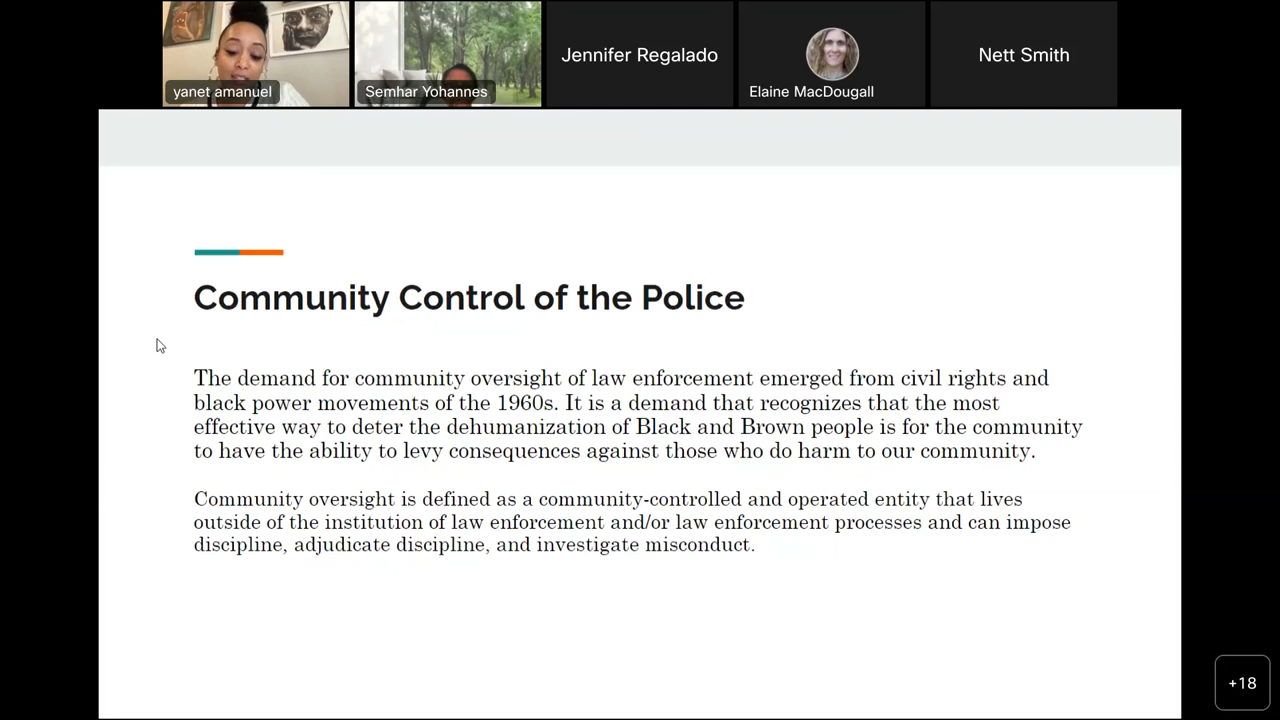 yanet amanuel
Semhar Yohannes
Jennifer Regalado
Elaine MacDougall
Nett Smith
Community Control of the Police
The demand for community oversight of law enforcement emerged from civil rights and
black power movements of the 1960s. It is a demand that recognizes that the most
effective way to deter the dehumanization of Black and Brown people is for the community
to have the ability to levy consequences against those who do harm to our community.
Community oversight is defined as a community-controlled and operated entity that lives
outside of the institution of law enforcement and/or law enforcement processes and can impose
discipline, adjudicate discipline, and investigate misconduct.
+18